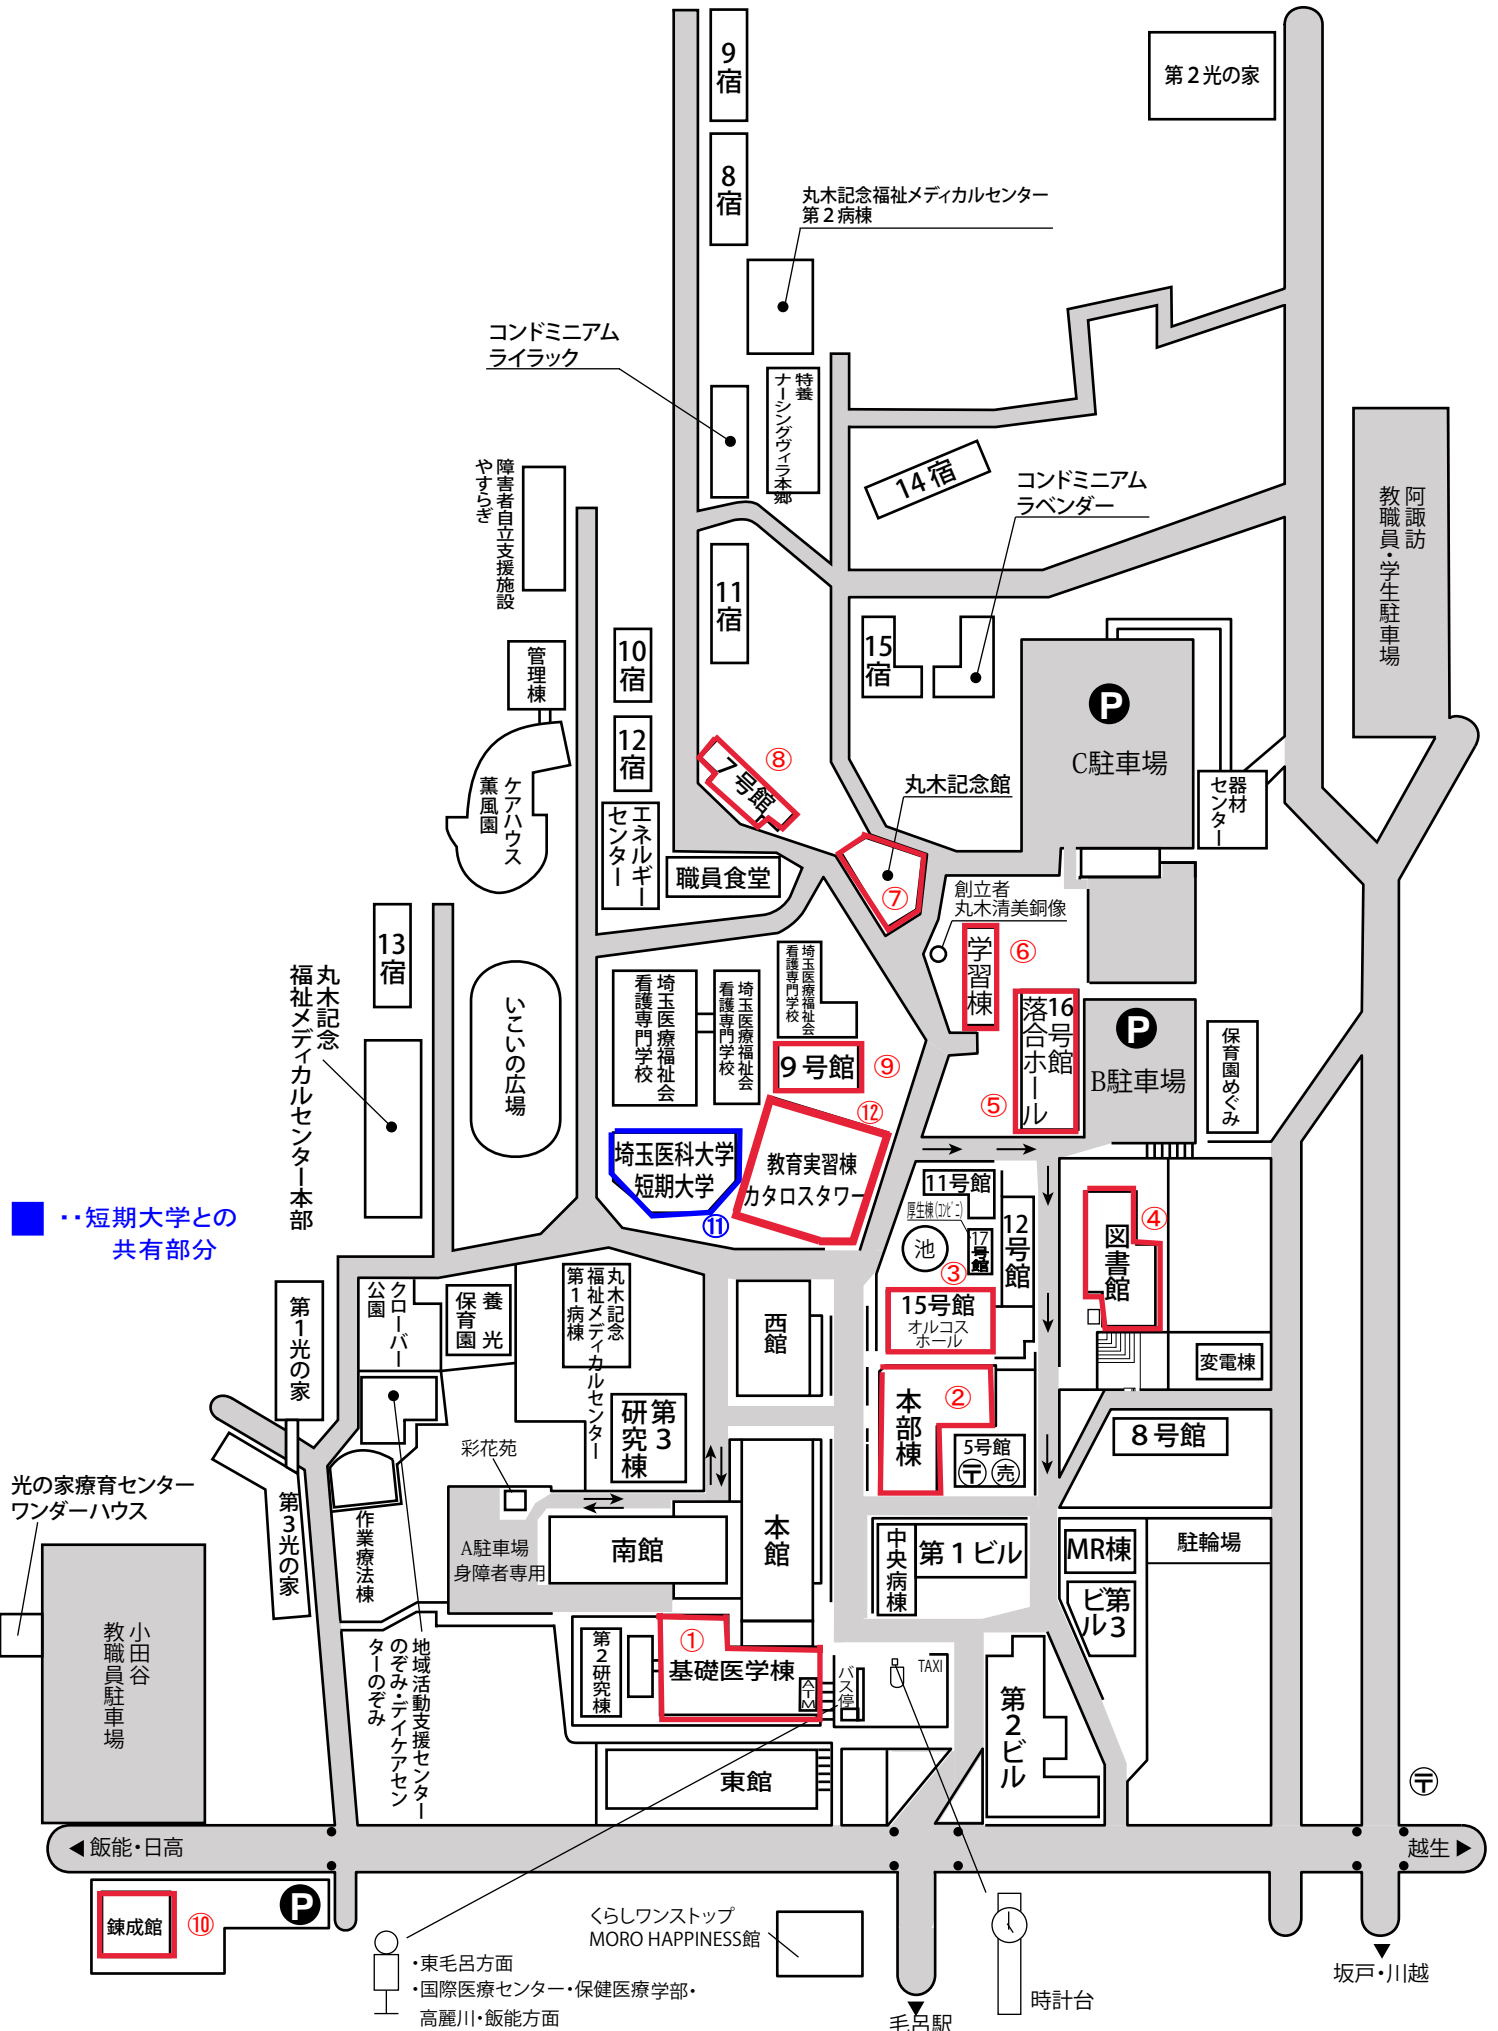 9宿
第2光の家
8宿
丸木記念福祉メディカルセンター
第2病棟
コンドミニアム
ライラック
特養
ナーシングヴィラ本郷
14宿
コンドミニアム
ラベンダー
障害者自立支援施設
やすらぎ
阿諏訪
教職員・学生駐車場
11宿
10宿
15宿
管理棟
12宿
P
C駐車場
⑧
7号館
丸木記念館
器材
センター
ケアハウス
薫風園
エネルギー
センター
職員食堂
⑦
創立者
丸木清美銅像
13宿
学習棟
⑥
丸木記念
福祉メディカルセンター本部
いこいの広場
埼玉医療福祉会
看護専門学校
埼玉医療福祉会
看護専門学校
埼玉医療福祉会
看護専門学校
9号館
⑨
16号館
落合ホール
⑤
P
B駐車場
保育園めぐみ
⑫
埼玉医科大学
短期大学
⑪
教育実習棟
カタロスタワー
・・短期大学との
共有部分
11号館
厚生棟(コンビニ)
池
17号館
12号館
③
15号館
オルコス
ホール
④
図書館
変電棟
第1光の家
クローバー
公園
養光
保育園
丸木記念
福祉メディカルセンター
第1病棟
西館
第3
研究棟
②
本部棟
5号館
〒
売
8号館
彩花苑
光の家療育センター
ワンダーハウス
第3光の家
作業療法棟
A駐車場
身障者専用
南館
本館
中央病棟
第1ビル
MR棟
駐輪場
第3
ビル
小田谷
教職員駐車場
地域活動支援センター
のぞみ・デイケアセン
ターのぞみ
第2研究棟
①
基礎医学棟
ATM
バス停
TAXI
第2ビル
東館
〒
◀飯能・日高
越生▶
錬成館
⑩
P
くらしワンストップ
MORO HAPPINESS館
・東毛呂方面
・国際医療センター・保健医療学部・
高麗川・飯能方面
▼
毛呂駅
時計台
▼
坂戸・川越